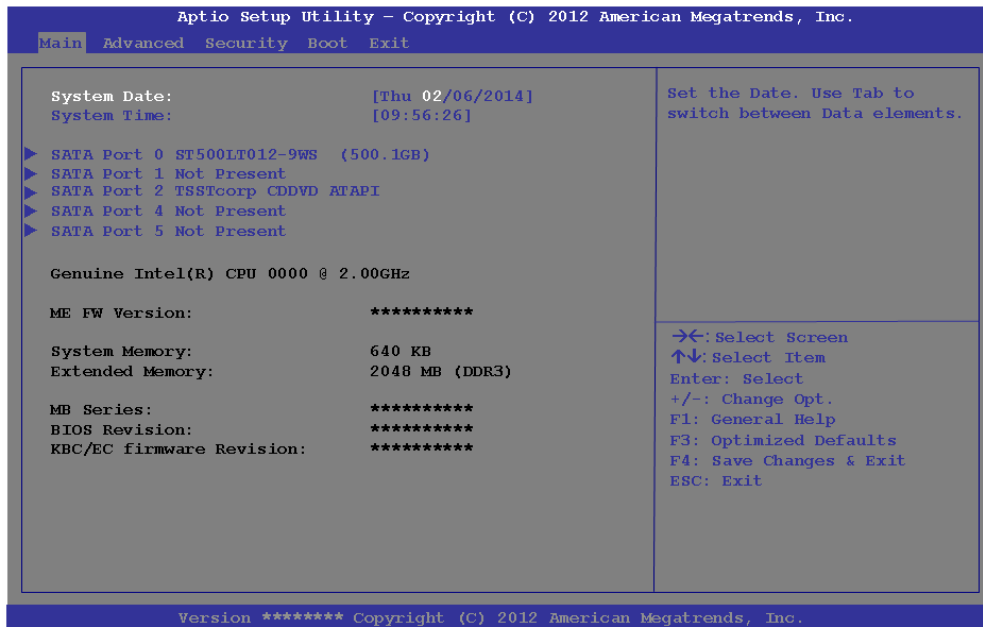 Aptio Setup Utility – Copyright (C) 2012 American Megatrends, Inc.
Main Advanced Security Boot Exit
System Date: [Thu 02/06/2014]
System Time: [09:56:26]
SATA Port 0 ST500LT012-9WS (500.1GB)
SATA Port 1 Not Present
SATA Port 2 TSSTcorp CDDVD ATAPI
SATA Port 4 Not Present
SATA Port 5 Not Present
Genuine Intel(R) CPU 0000 @ 2.00GHz
ME FW Version: **********
System Memory: 640 KB
Extended Memory: 2048 MB (DDR3)
MB Series: **********
BIOS Revision: **********
KBC/EC firmware Revision: **********
Set the Date. Use Tab to
switch between Data elements.
→←: Select Screen
↑↓: Select Item
Enter: Select
+/-: Change Opt.
F1: General Help
F3: Optimized Defaults
F4: Save Changes & Exit
ESC: Exit
Version ******** Copyright (C) 2012 American Megatrends, Inc.